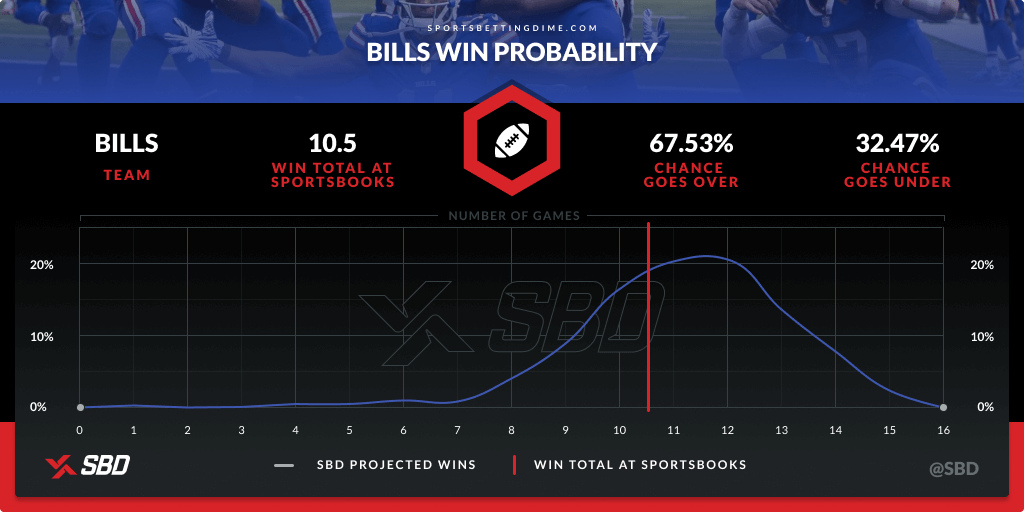 SPORTSBETTINGDIME.COM
BILLS WIN PROBABILITY
BILLS
TEAM
10.5
WIN TOTAL AT
SPORTSBOOKS
67.53%
CHANCE
GOES OVER
32.47%
CHANCE
GOES UNDER
NUMBER OF GAMES
20% 20%
SBD
10% 10%
0% 0%
0 1 2 3 4 5 6 7 8 9 10 11 12 13 14 15 16
SBD SBD PROJECTED WINS WIN TOTAL AT SPORTSBOOKS @SBD